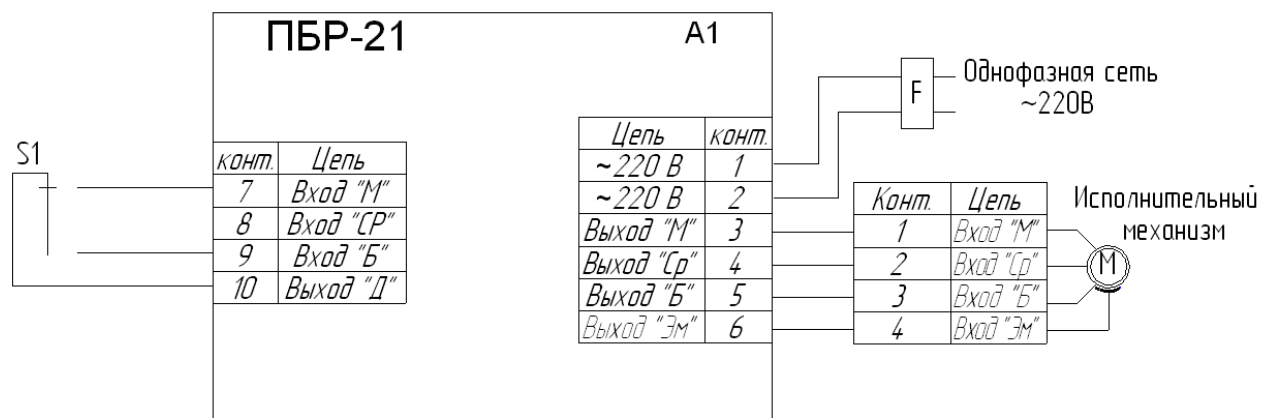 ПБР-21
А1
Однофазная сеть
~220В
F
S1
конт. Цепь
7 Вход "М"
8 Вход "СР"
9 Вход "Б"
10 Выход "Д"
Цепь конт.
~220 В 1
~220 В 2
Выход "М" 3
Выход "Ср" 4
Выход "Б" 5
Выход "Эм" 6
Конт. Цепь
1 Вход "М"
2 Вход "Ср"
3 Вход "Б"
4 Вход "Эм"
Исполнительный
механизм
М